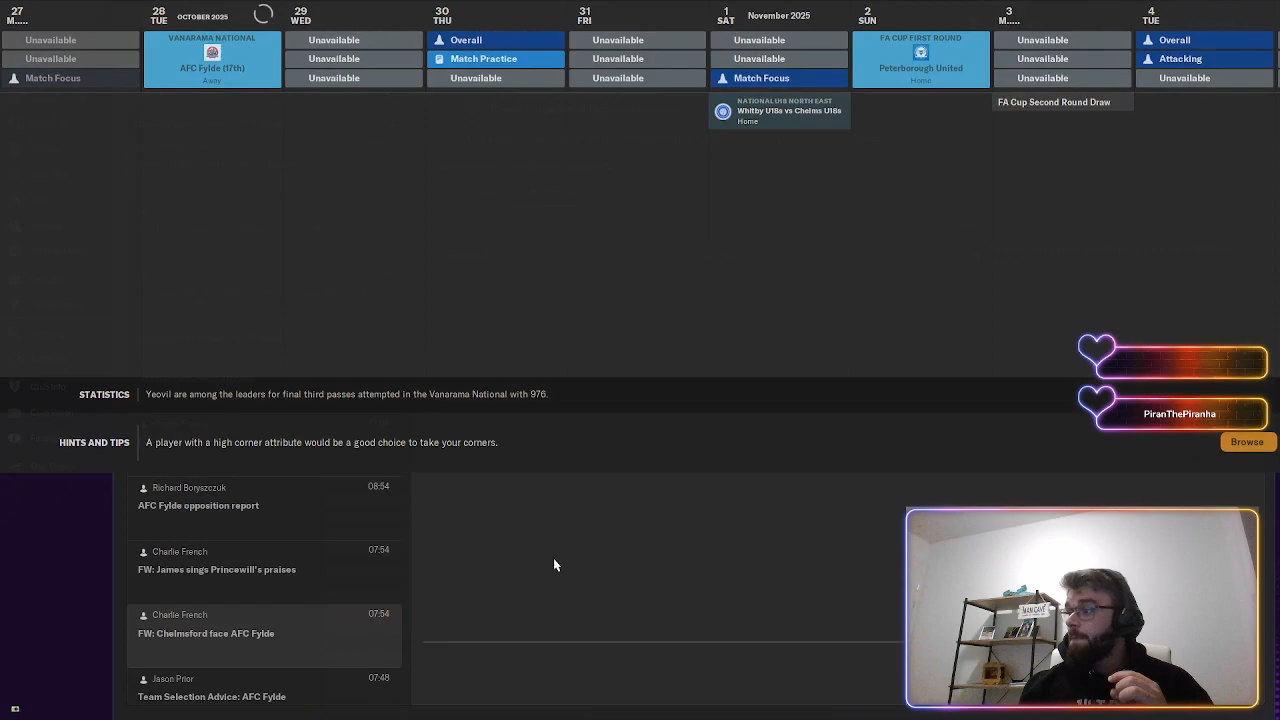 27
M.....
28
TUE
OCTOBER 2025
29
WED
30
THU
31
FRI
1
SAT
November 2025
2
SUN
3
M.....
4
TUE
Unavailable
Unavailable
Match Focus
VANARAMA NATIONAL
AFC Fylde (17th)
Away
Unavailable
Unavailable
Unavailable
Overall
Match Practice
Unavailable
Unavailable
Unavailable
Unavailable
Unavailable
Unavailable
Match Focus
NATIONAL U18 NORTH EAST
Whitby U18s vs Chelms U18s
Home
FA CUP FIRST ROUND
Peterborough United
Home
Unavailable
Unavailable
Unavailable
FA Cup Second Round Draw
Overall
Attacking
Unavailable
STATISTICS
Yeovil are among the leaders for final third passes attempted in the Vanarama National with 976.
PiranThePiranha
HINTS AND TIPS
A player with a high corner attribute would be a good choice to take your corners.
Browse
Richard Boryszczuk
08:54
AFC Fylde opposition report
Charlie French
07:54
FW: James sings Princewill's praises
Charlie French
07:54
FW: Chelmsford face AFC Fylde
Jason Prior
07:48
Team Selection Advice: AFC Fylde
MAN CAVE